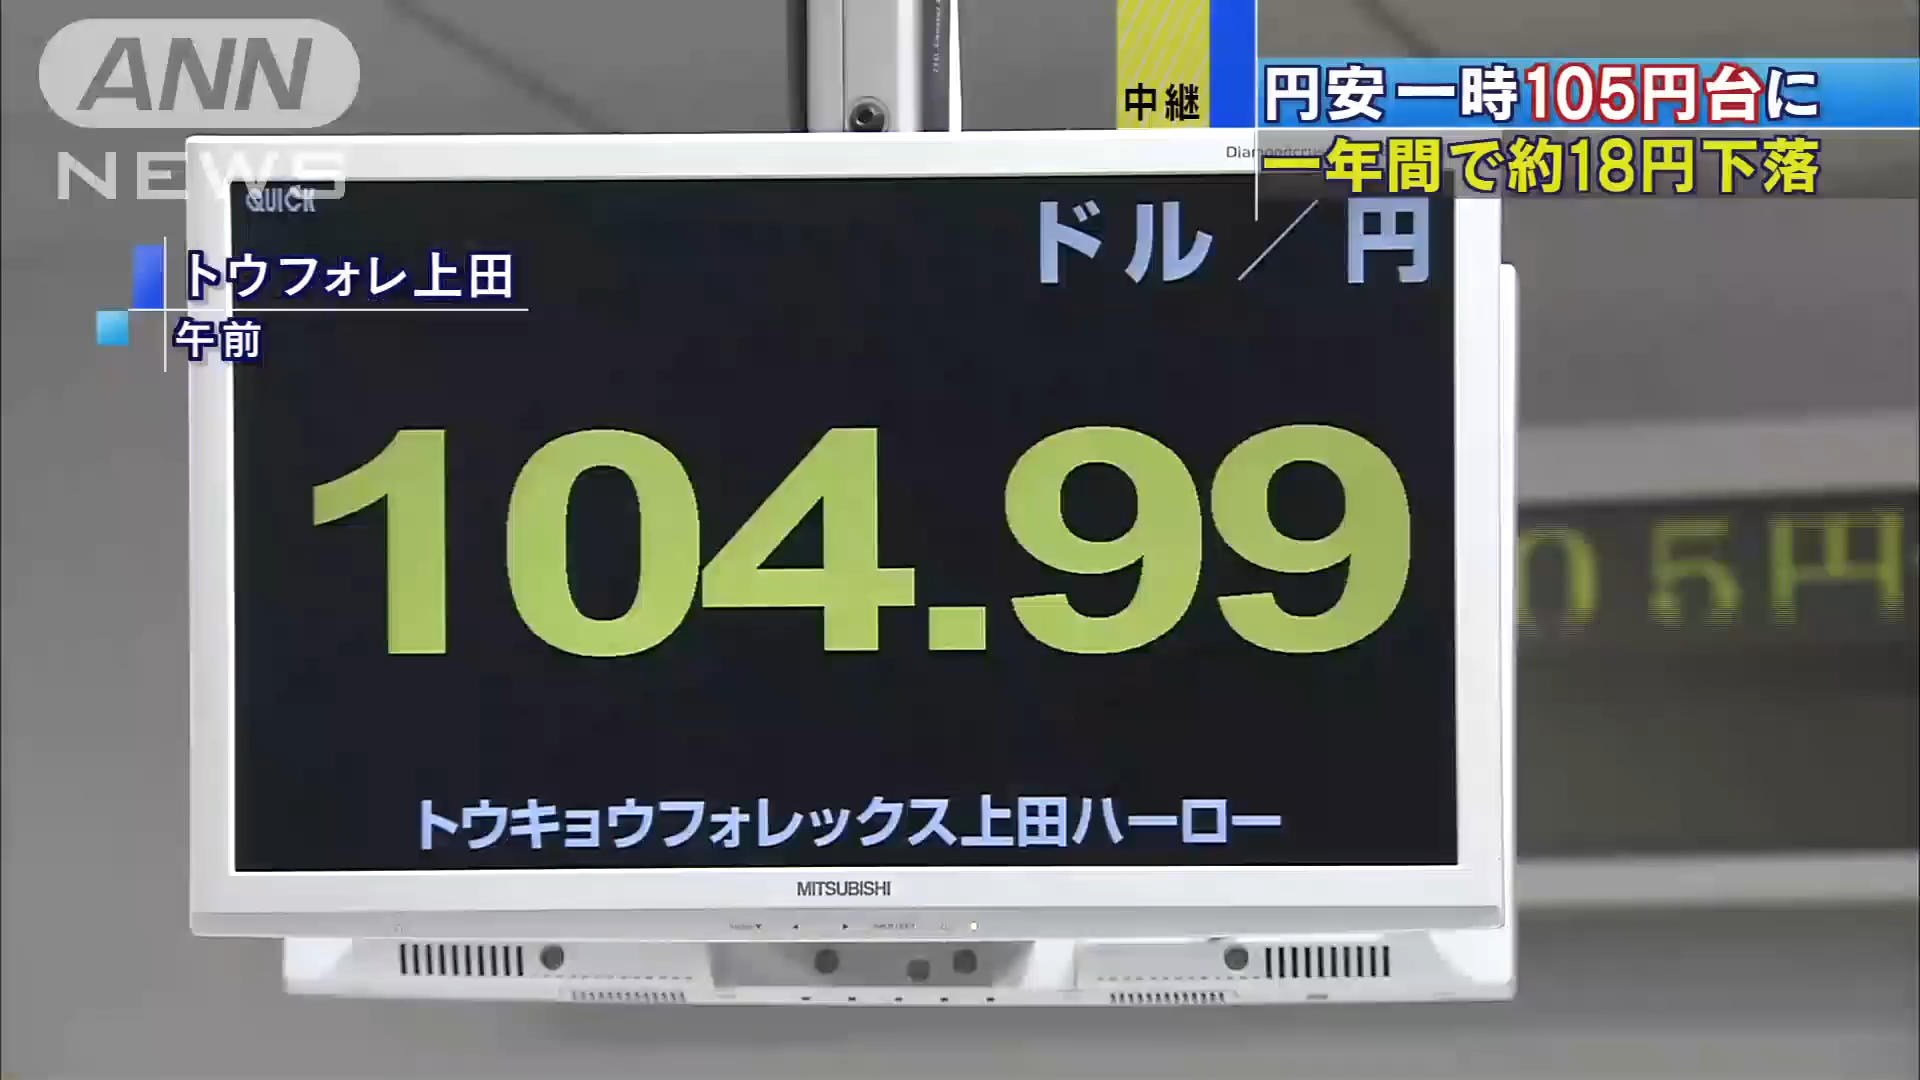 ANN
NEWS
中継
円安 一時105円台に
一年間で約18円下落
QUICK
トウフォレ上田
午前
ドル／円
104.99
トウキョウフォレックス上田ハーロー
MITSUBISHI
05円